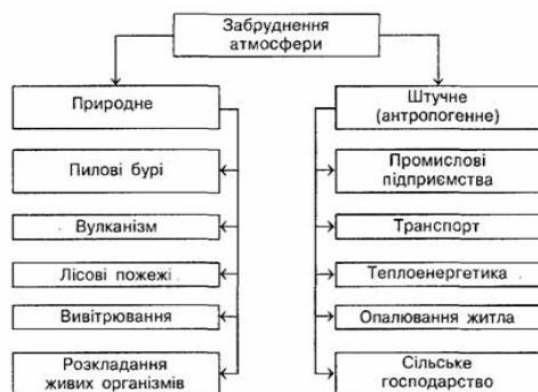 Забруднення
атмосфери
Природне
Штучне
(антропогенне)
Пилові бурі
Промислові
підприємства
Вулканізм
Транспорт
Лісові пожежі
Теплоенергетика
Вивітрювання
Опалювання житла
Розкладання
живих організмів
Сільське
господарство